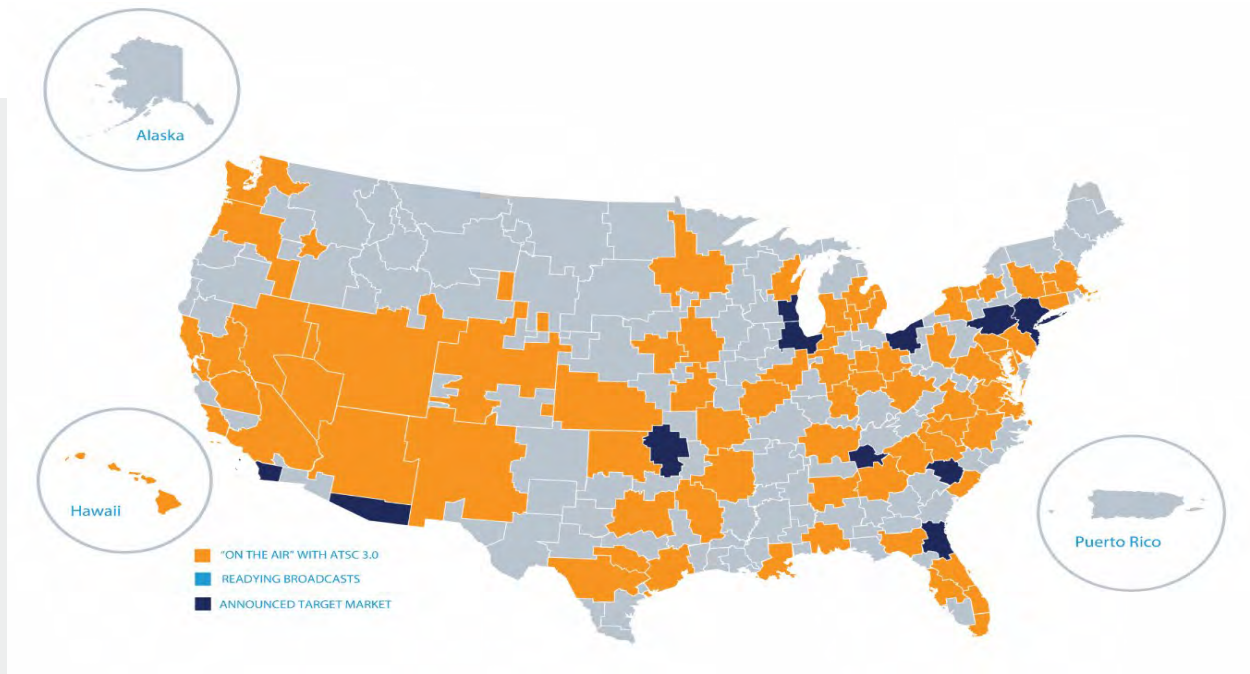 Alaska
Hawaii
Puerto Rico
"ON THE AIR" WITH ATSC 3.0
READYING BROADCASTS
ANNOUNCED TARGET MARKET